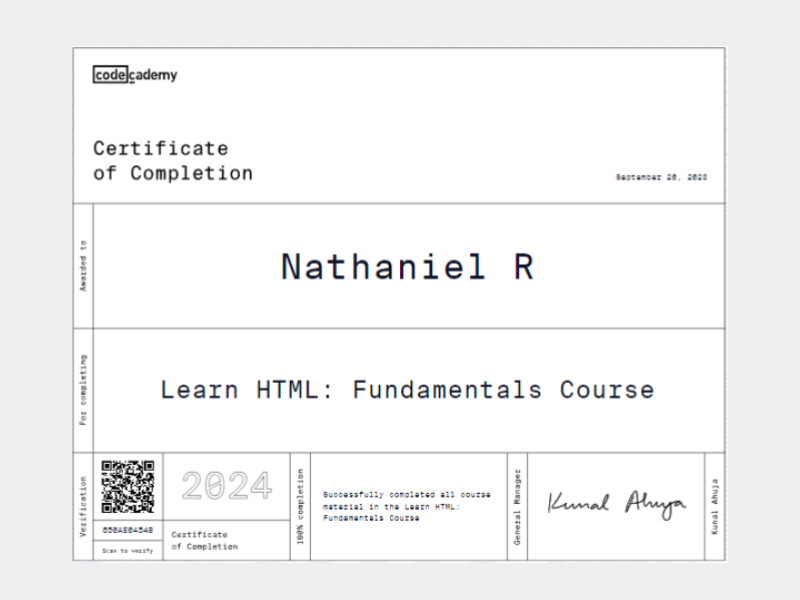 codecademy
Certificate
of Completion
September 20, 2023
Awarded to
Nathaniel R
For completing
Learn HTML: Fundamentals Course
Verification
Scan to verify
2024
Certificate
of Completion
100% completion
Successfully completed all course
material in the Learn HTML:
Fundamentals Course
General Manager
Kunal Ahuja
Kunal Ahuja